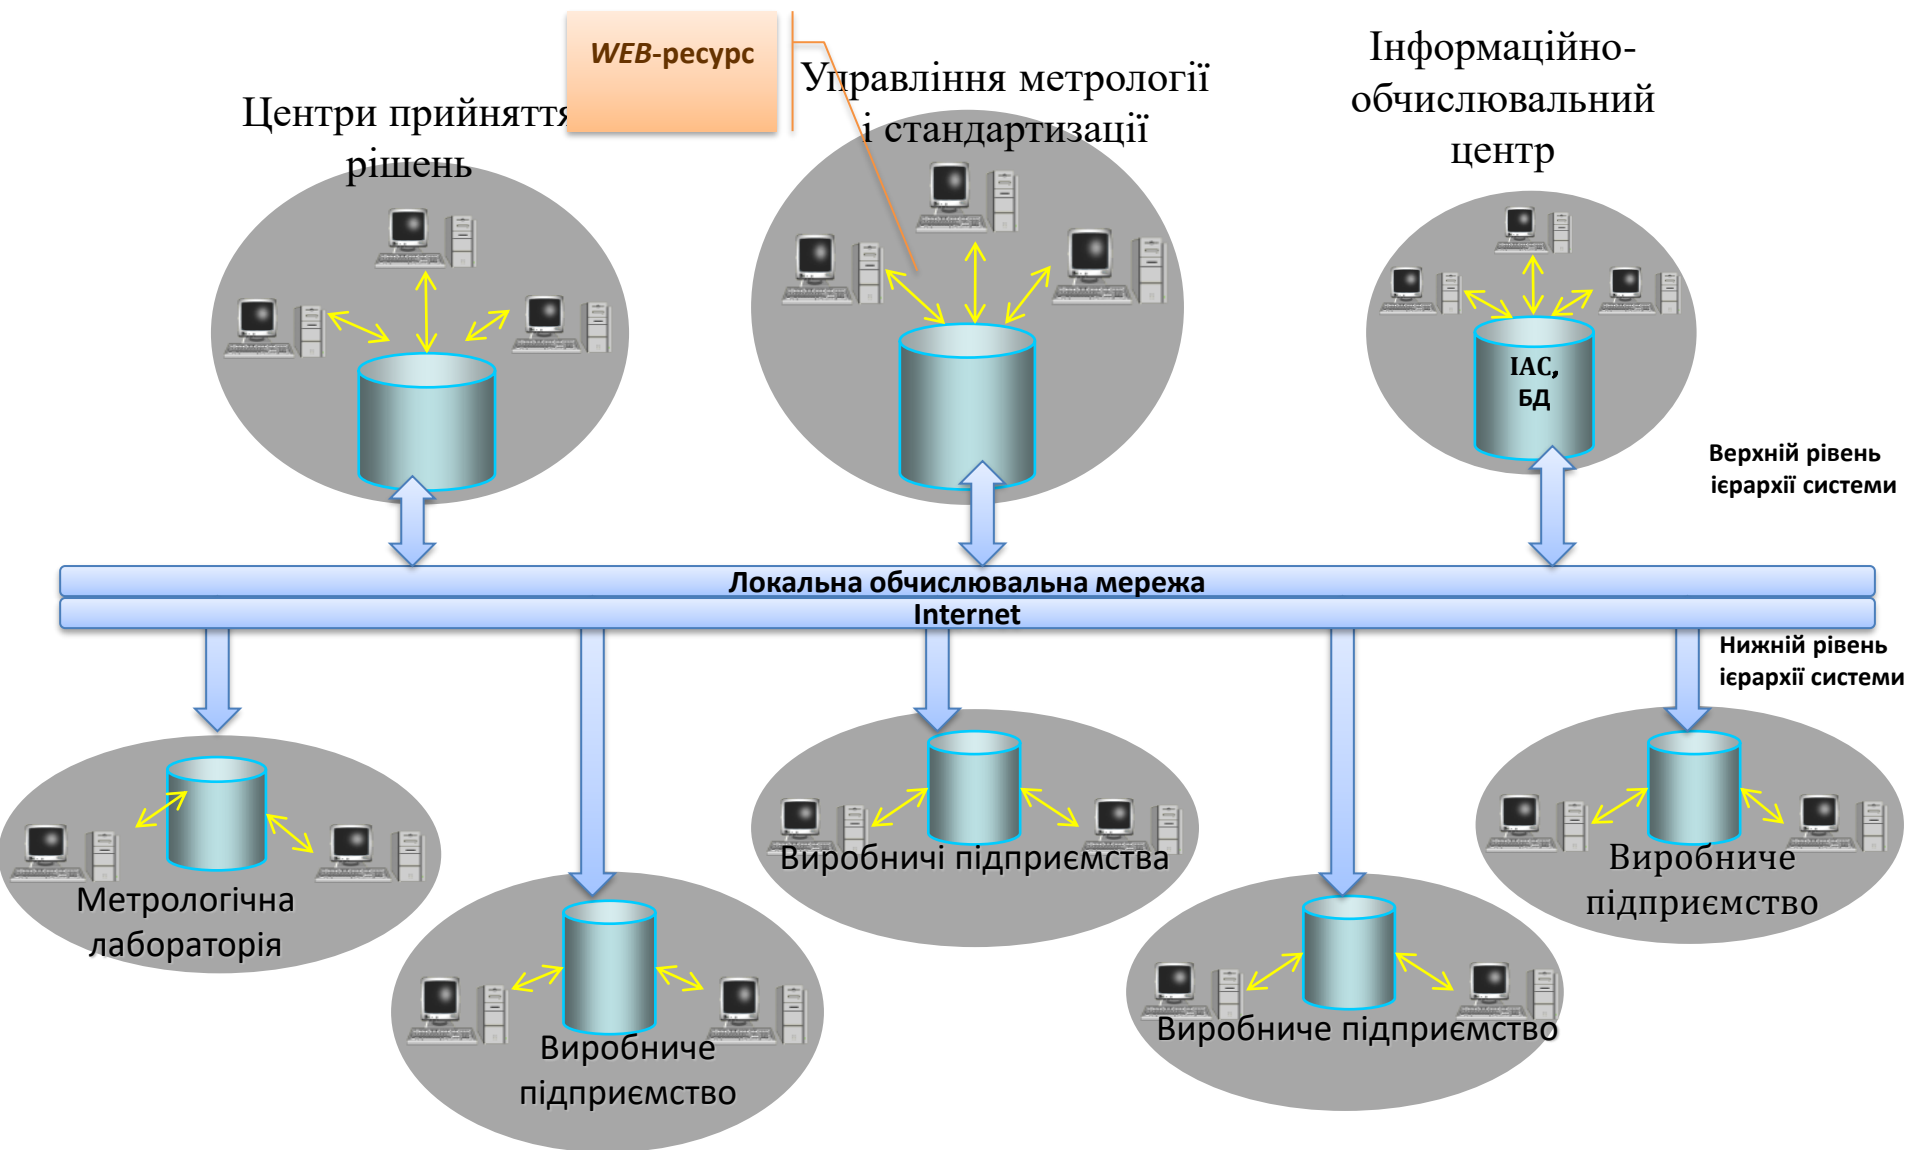 WEB-ресурс
Центри прийняття
рішень
Управління метрології
і стандартизації
Інформаційно-
обчислювальний
центр
ІАС,
БД
Верхній рівень
ієрархії системи
Локальна обчислювальна мережа
Internet
Нижній рівень
ієрархії системи
Метрологічна
лабораторія
Виробниче
підприємство
Виробничі підприємства
Виробниче підприємство
Виробниче
підприємство